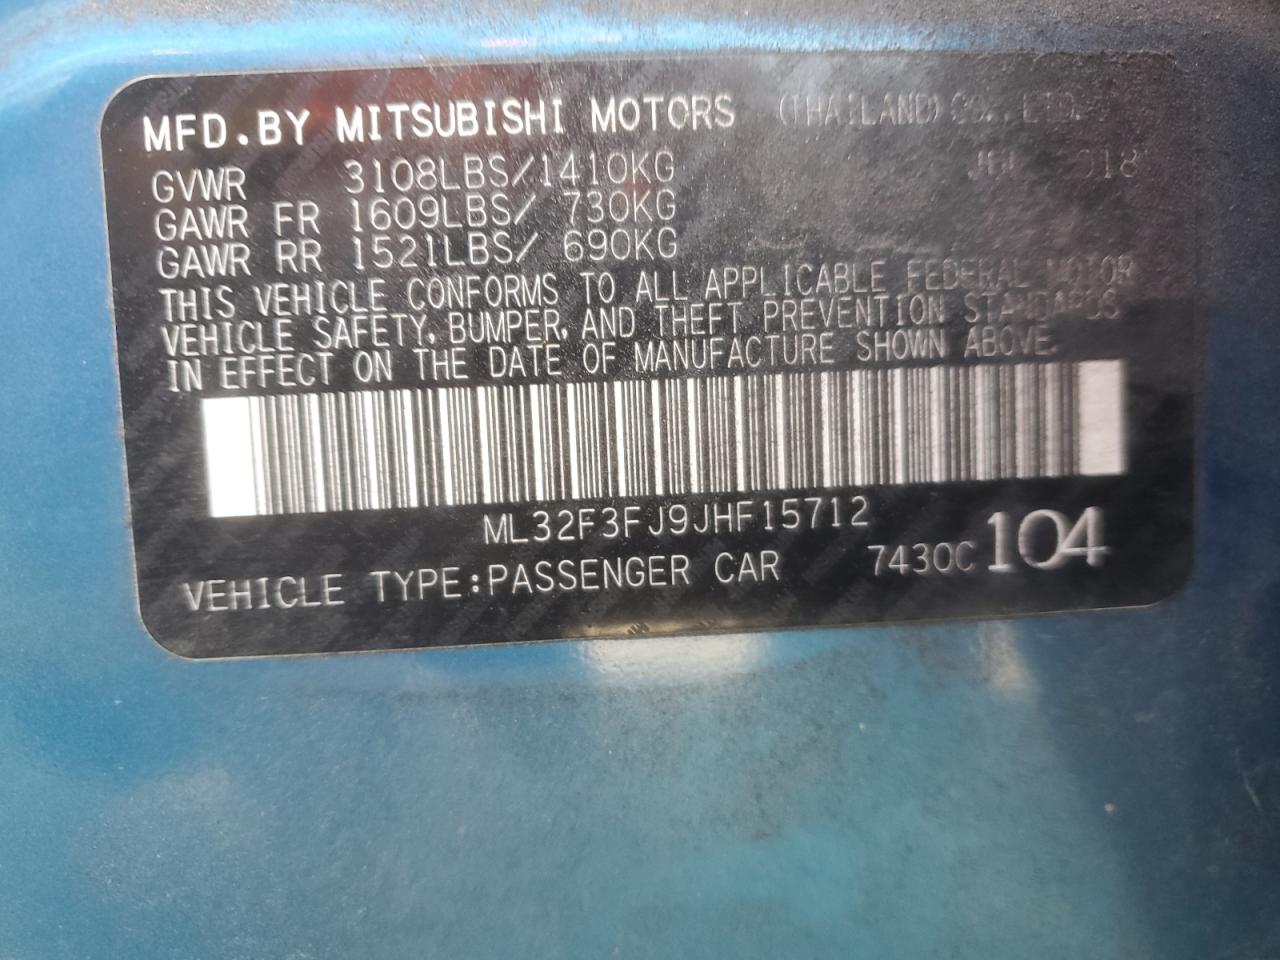 MFD.BY MITSUBISHI MOTORS (THAILAND) CO., LTD.
GVWR 3108LBS/1410KG
GAWR FR 1609LBS/ 730KG
GAWR RR 1521LBS/ 690KG
THIS VEHICLE CONFORMS TO ALL APPLICABLE FEDERAL MOTOR
VEHICLE SAFETY, BUMPER, AND THEFT PREVENTION STANDARDS
IN EFFECT ON THE DATE OF MANUFACTURE SHOWN ABOVE.
ML32F3FJ9JHF15712
VEHICLE TYPE:PASSENGER CAR 7430C 104